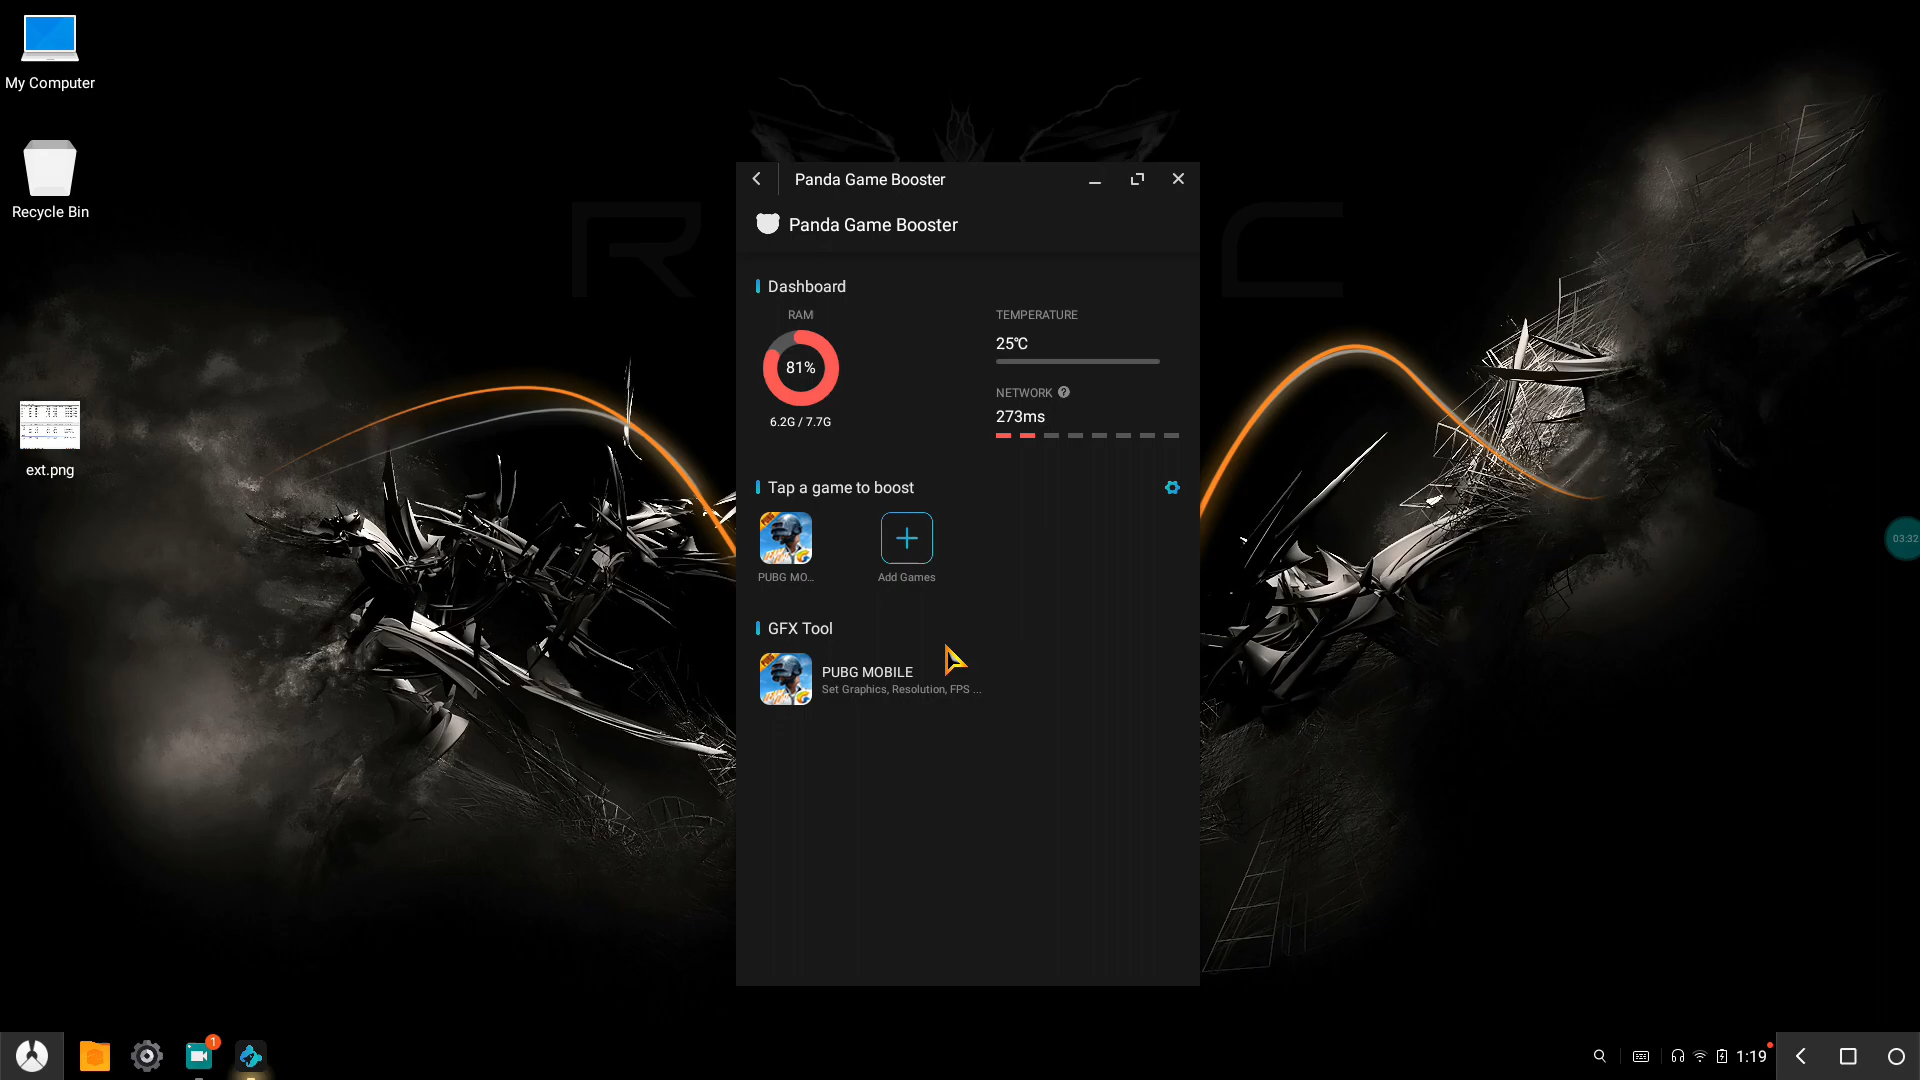 My Computer
Recycle Bin
ext.png
Panda Game Booster
Panda Game Booster
Dashboard
RAM
81%
6.2G / 7.7G
TEMPERATURE
25℃
NETWORK ?
273ms
Tap a game to boost
PUBG MO...
Add Games
GFX Tool
PUBG MOBILE
Set Graphics, Resolution, FPS ...
03:32
1
1:19